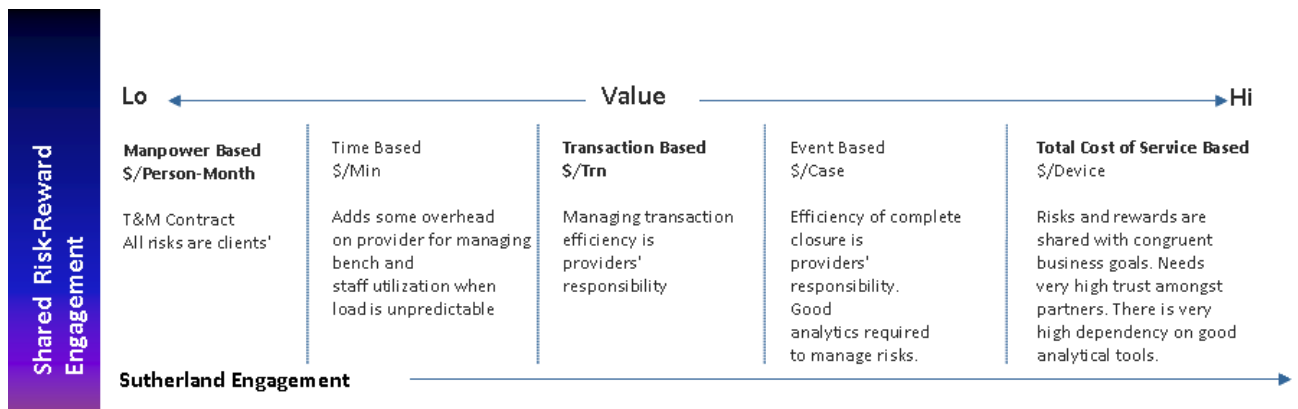 Shared Risk-Reward
Engagement
Lo
Value
Hi
Manpower Based
$/Person-Month
T&M Contract
All risks are clients'
Time Based
$/Min
Adds some overhead
on provider for managing
bench and
staff utilization when
load is unpredictable
Transaction Based
$/Trn
Managing transaction
efficiency is
providers'
responsibility
Event Based
$/Case
Efficiency of complete
closure is
providers'
responsibility.
Good
analytics required
to manage risks.
Total Cost of Service Based
$/Device
Risks and rewards are
shared with congruent
business goals. Needs
very high trust amongst
partners. There is very
high dependency on good
analytical tools.
Sutherland Engagement